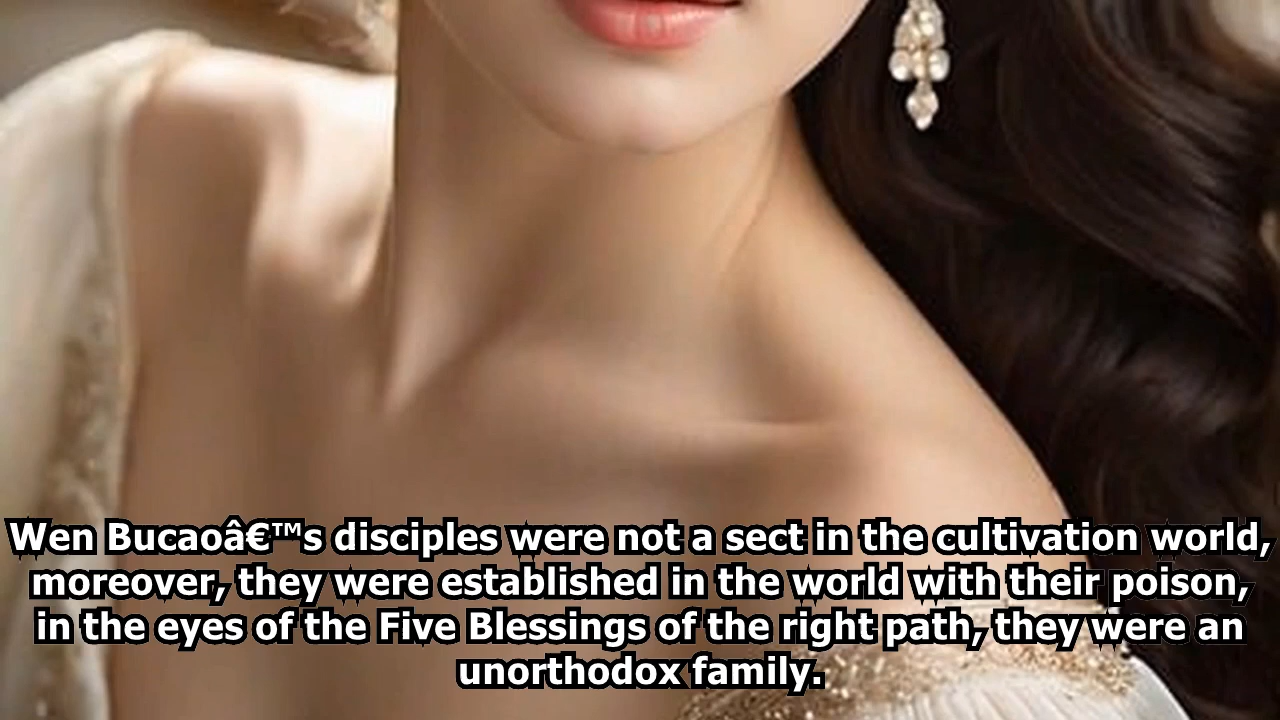 Wen Bucaoâ€™s disciples were not a sect in the cultivation world,
moreover, they were established in the world with their poison,
in the eyes of the Five Blessings of the right path, they were an
unorthodox family.